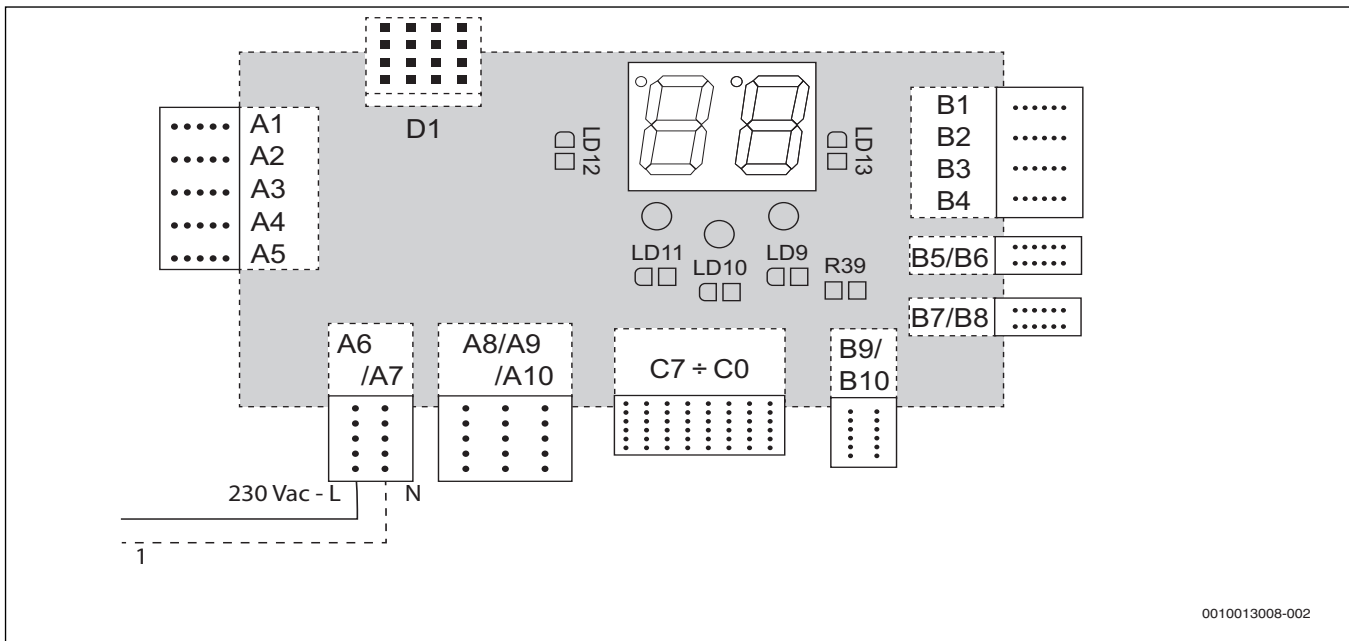 D1
A1
A2
A3
A4
A5
LD12
LD13
B1
B2
B3
B4
LD11
LD10
LD9
R39
B5/B6
B7/B8
A6
/A7
A8/A9
/A10
C7 ÷ C0
B9/
B10
230 Vac - L
N
1
0010013008-002